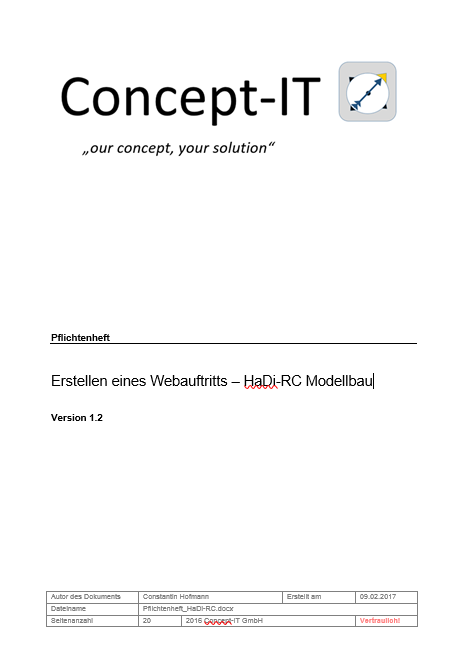 Concept-IT
„our concept, your solution“
Pflichtenheft
Erstellen eines Webauftritts – HaDi-RC Modellbau
Version 1.2
Autor des Dokuments Constantin Hofmann Erstellt am 09.02.2017
Dateiname Pflichtenheft_HaDi-RC.docx
Seitenanzahl 20 2016 Concept-IT GmbH Vertraulich!